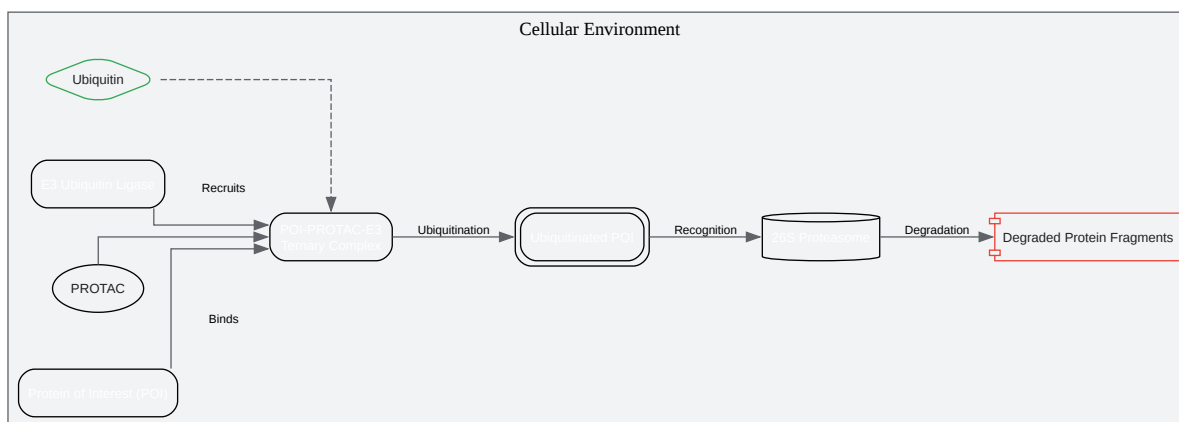 Cellular Environment
Ubiquitin
E3 Ubiquitin Ligase
Recruits
POI-PROTAC-E3
Ternary Complex
Ubiquitination
Ubiquitinated POI
Recognition
26S Proteasome
Degradation
Degraded Protein Fragments
PROTAC
Binds
Protein of Interest (POI)